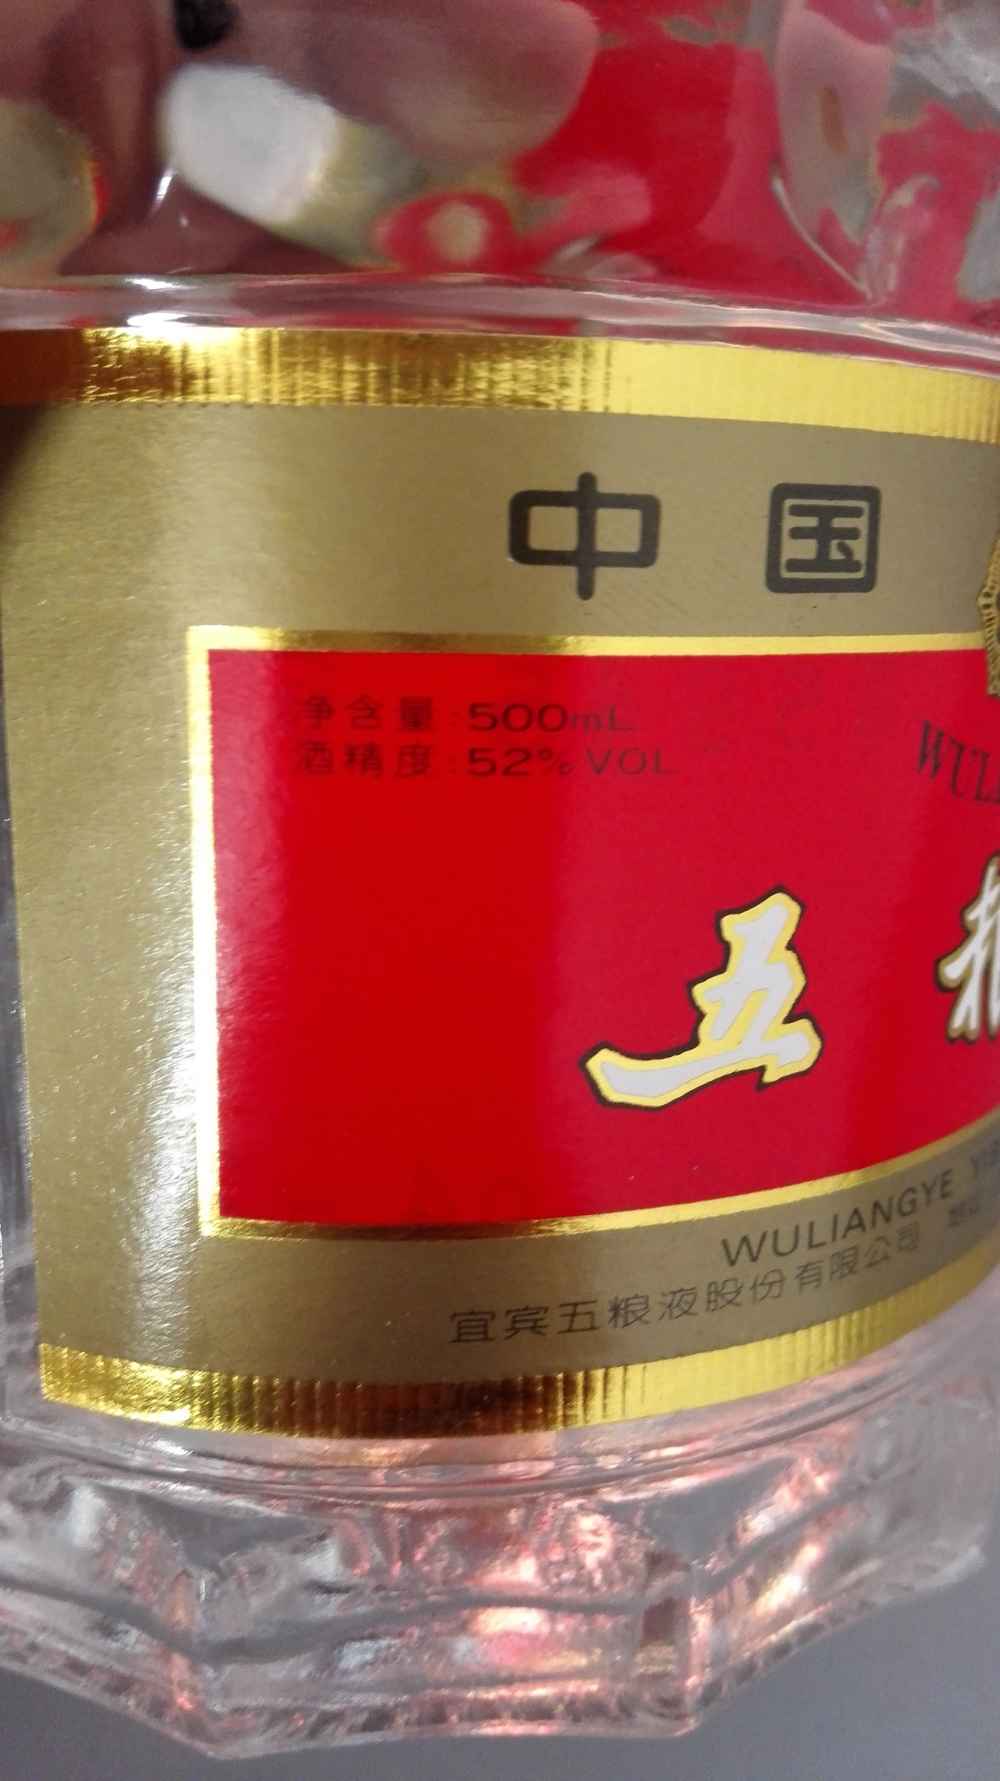 中国
净含量 500mL
酒精度 52%VOL
五粮
WULIANGYE
宜宾五粮液股份有限公司